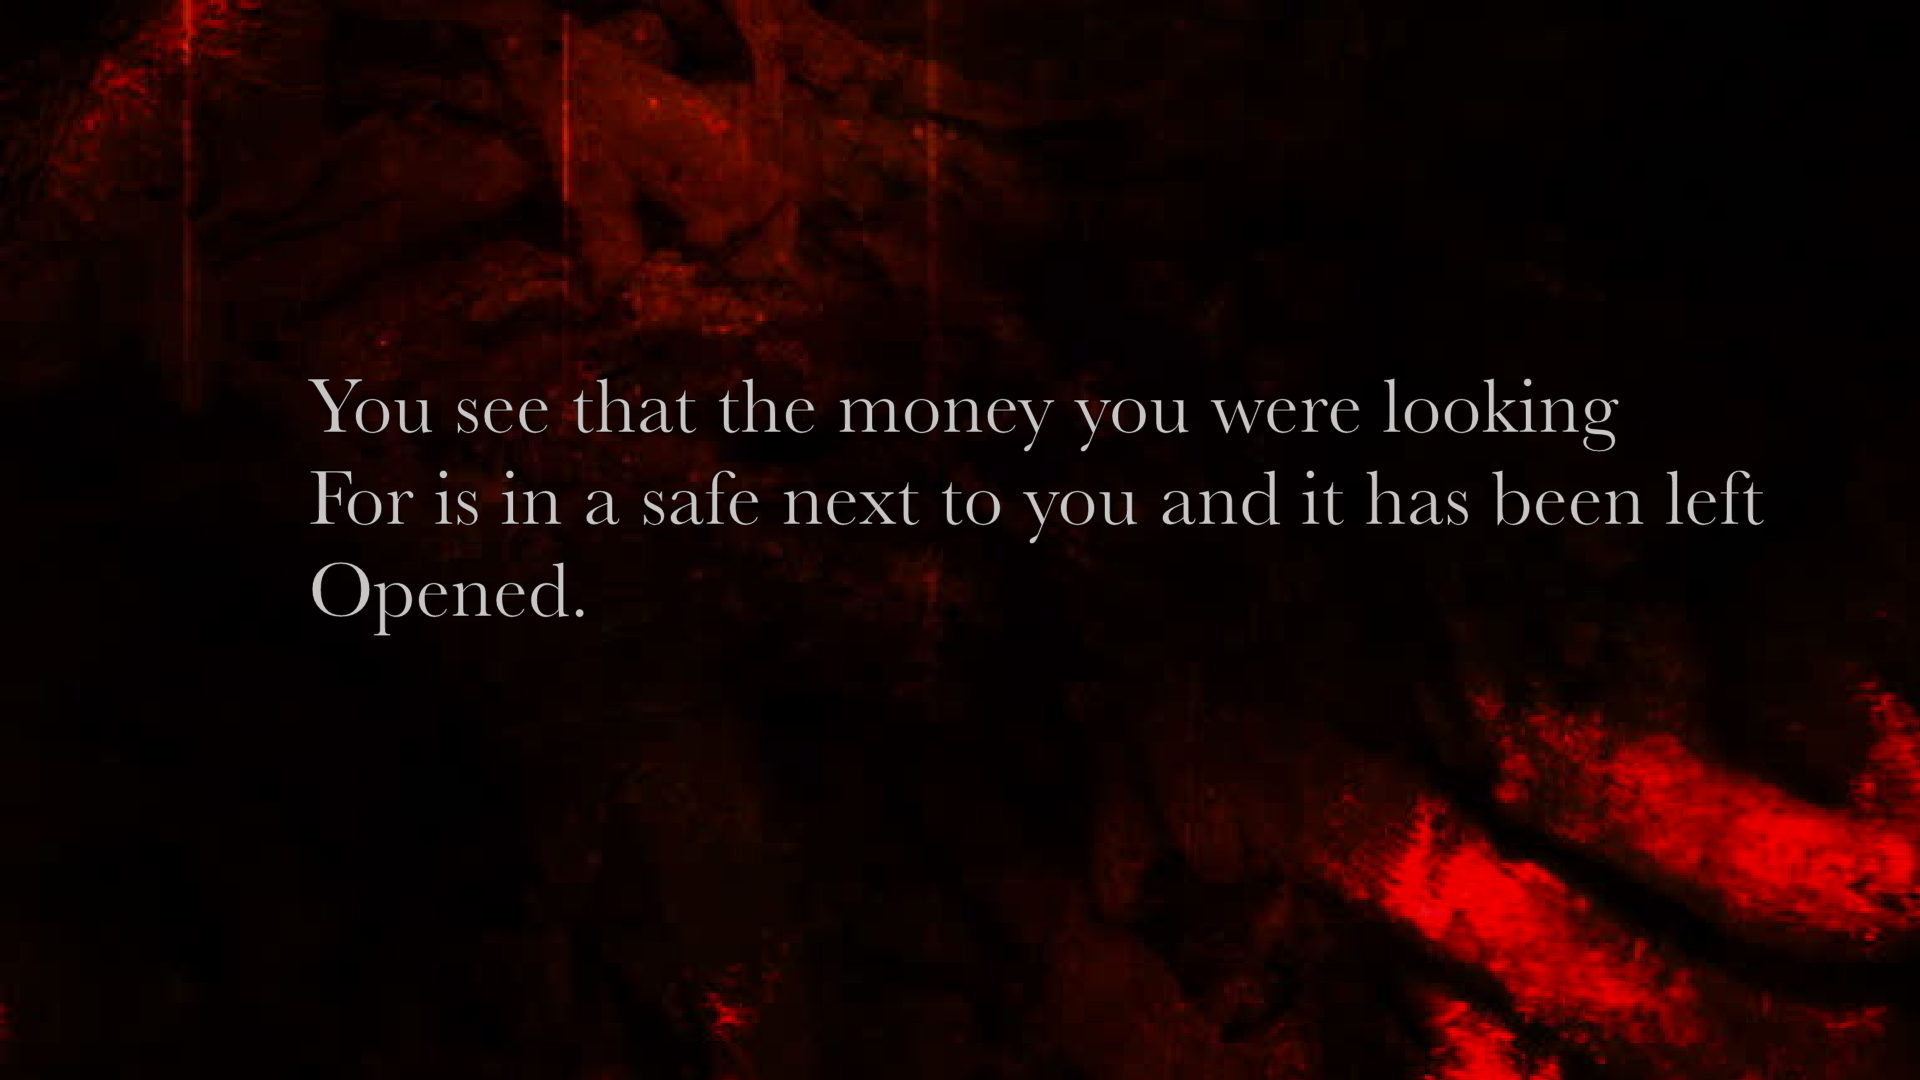 You see that the money you were looking
For is in a safe next to you and it has been left
Opened.